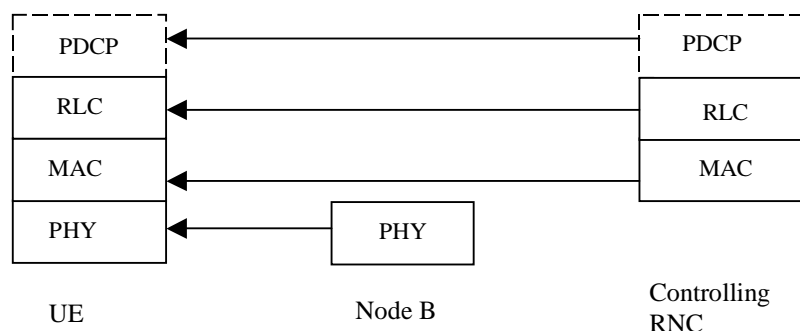 PDCP
PDCP
RLC
RLC
MAC
MAC
PHY
PHY
UE
Node B
Controlling
RNC